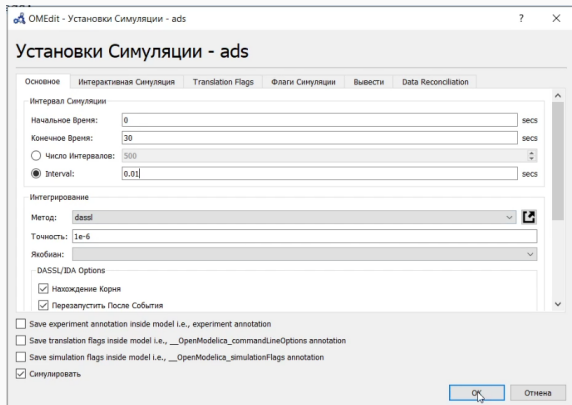 OMEdit - Установки Симуляции - ads
Установки Симуляции - ads
Основное Интерактивная Симуляция Translation Flags Флаги Симуляции Вывести Data Reconciliation
Интервал Симуляции
Начальное Время: 0 secs
Конечное Время: 30 secs
Число Интервалов: 500
Interval: 0.01 secs
Интегрирование
Метод: dassl
Точность: 1e-6
Якобиан:
DASSL/IDA Options
Нахождение Корня
Перезапустить После События
Save experiment annotation inside model i.e., experiment annotation
Save translation flags inside model i.e., __OpenModelica_commandLineOptions annotation
Save simulation flags inside model i.e., __OpenModelica_simulationFlags annotation
Симулировать
OK Отмена